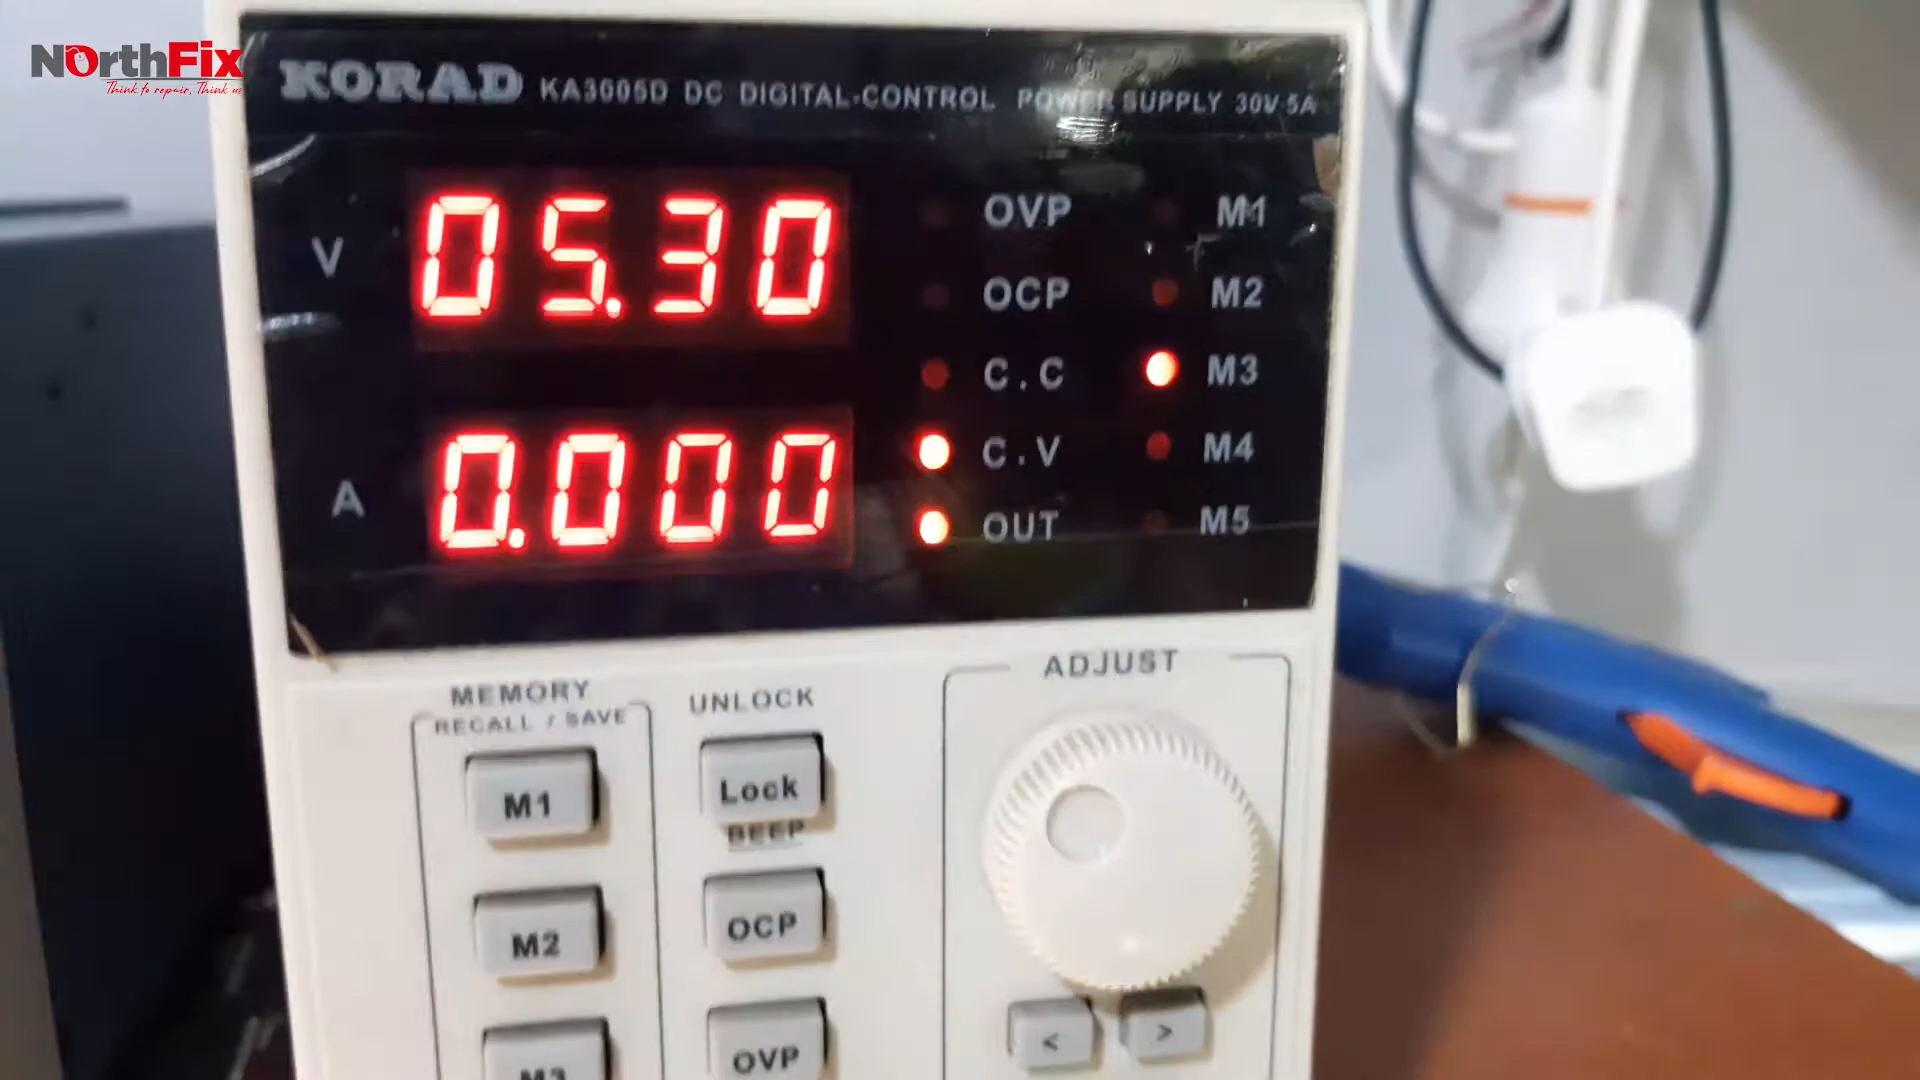 NorthFix
Think to repair, Think us
KORAD KA3005D DC DIGITAL-CONTROL POWER SUPPLY 30V 5A
V 05.30
A 0.000
OVP M1
OCP M2
C.C M3
C.V M4
OUT M5
MEMORY
RECALL / SAVE
M1
M2
M3
UNLOCK
Lock
BEEP
OCP
OVP
ADJUST
< >